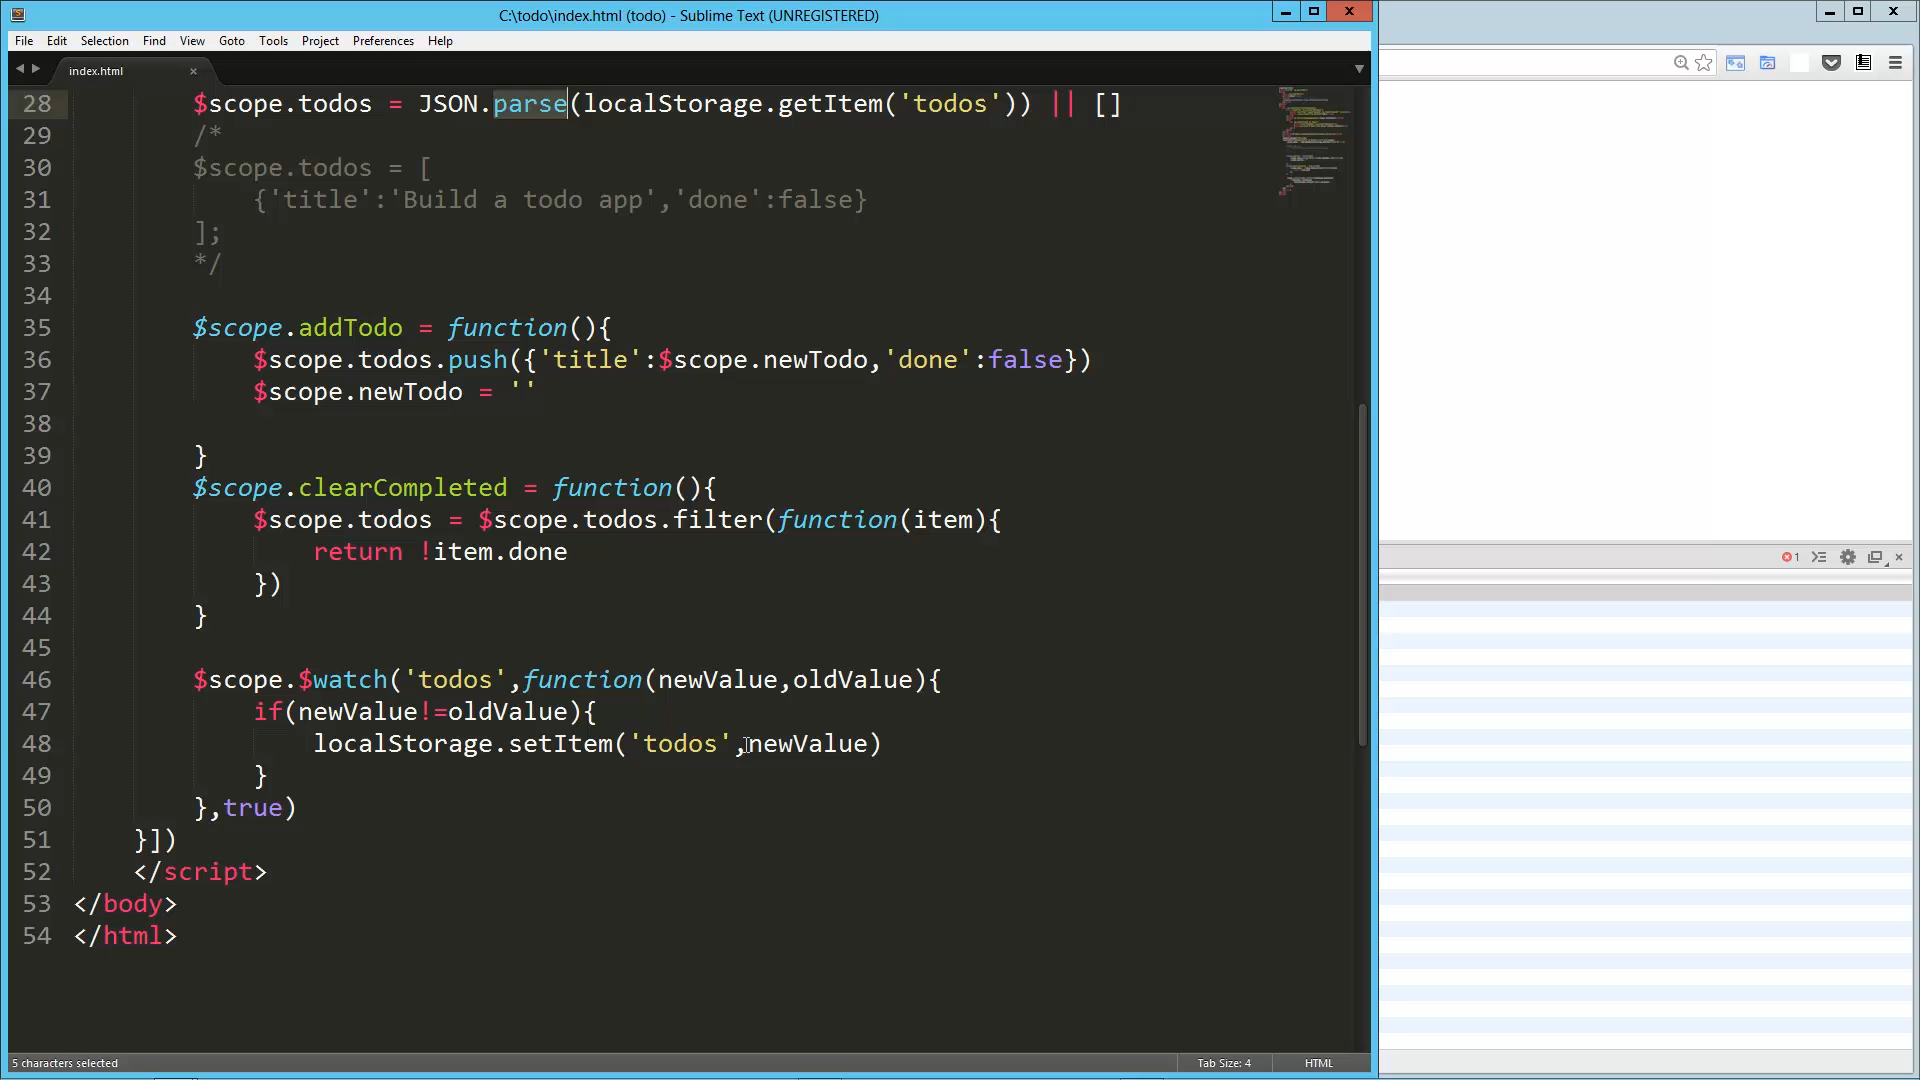 C:\todo\index.html (todo) - Sublime Text (UNREGISTERED)
File Edit Selection Find View Goto Tools Project Preferences Help
index.html
28 $scope.todos = JSON.parse(localStorage.getItem('todos')) || []
29 /*
30 $scope.todos = [
31 {'title':'Build a todo app','done':false}
32 ];
33 */
34
35 $scope.addTodo = function(){
36 $scope.todos.push({'title':$scope.newTodo,'done':false})
37 $scope.newTodo = ''
38
39 }
40 $scope.clearCompleted = function(){
41 $scope.todos = $scope.todos.filter(function(item){
42 return !item.done
43 })
44 }
45
46 $scope.$watch('todos',function(newValue,oldValue){
47 if(newValue!=oldValue){
48 localStorage.setItem('todos',newValue)
49 }
50 },true)
51 }])
52 </script>
53 </body>
54 </html>
1
5 characters selected
Tab Size: 4
HTML